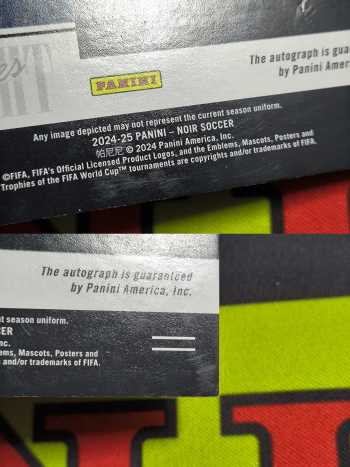 The autograph is gua
by Panini Amer
PANINI
Any image depicted may not represent the current season uniform.
2024-25 PANINI – NOIR SOCCER
帕尼尼 © 2024 Panini America, Inc.
©FIFA, FIFA's Official Licensed Product Logos, and the Emblems, Mascots, Posters and
Trophies of the FIFA World Cup™ tournaments are copyrights and/or trademarks of FIFA.
The autograph is guaranteed
by Panini America, Inc.
nt season uniform.
CER
nc.
ems, Mascots, Posters and
and/or trademarks of FIFA.